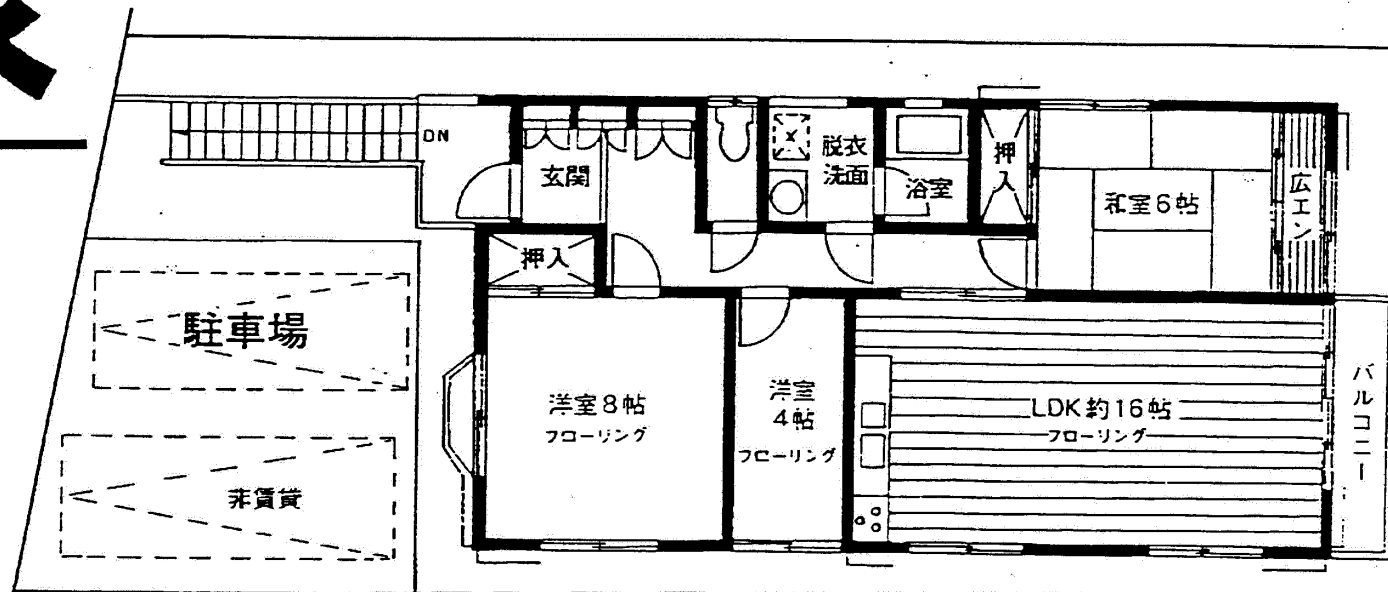 DN
玄関
脱衣
洗面
浴室
押
入
和室6帖
広エン
押入
駐車場
非賃貸
洋室8帖
フローリング
洋室
4帖
フローリング
LDK約16帖
フローリング
バルコニー